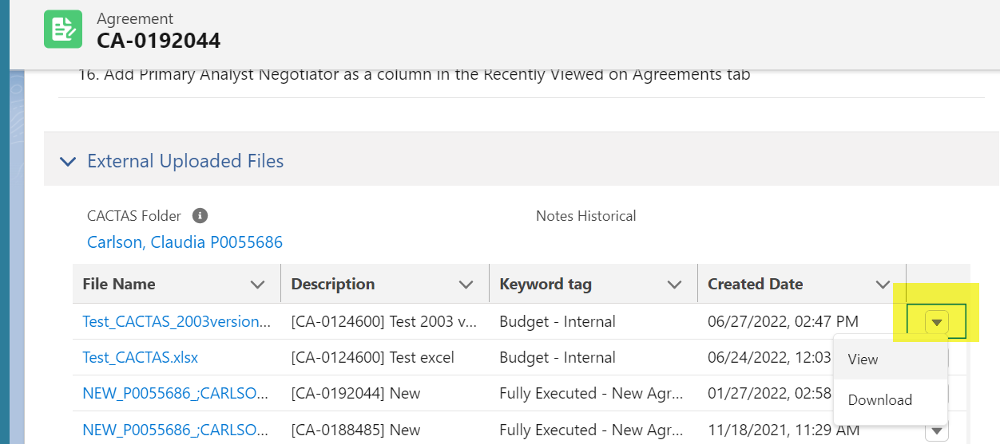 Agreement
CA-0192044
16. Add Primary Analyst Negotiator as a column in the Recently Viewed on Agreements tab
External Uploaded Files
CACTAS Folder Notes Historical
Carlson, Claudia P0055686
File Name Description Keyword tag Created Date
Test_CACTAS_2003version... [CA-0124600] Test 2003 v... Budget - Internal 06/27/2022, 02:47 PM
Test_CACTAS.xlsx [CA-0124600] Test excel Budget - Internal 06/24/2022, 12:03
View
NEW_P0055686_;CARLSO... [CA-0192044] New Fully Executed - New Agr... 01/27/2022, 02:58
Download
NEW_P0055686_;CARLSO... [CA-0188485] New Fully Executed - New Agr... 11/18/2021, 11:29 AM